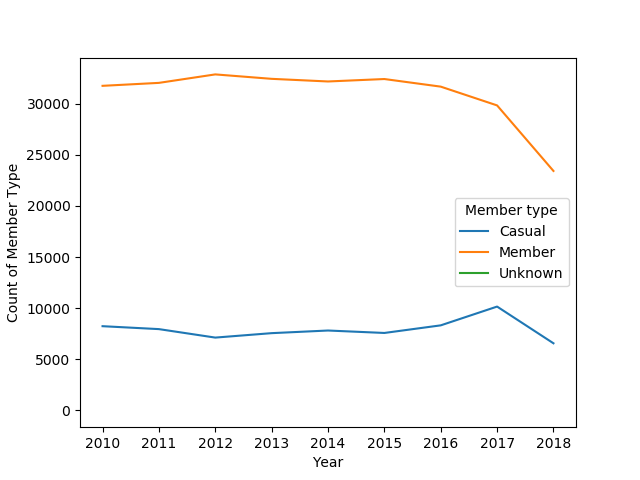 30000
25000
20000
15000
10000
5000
0
Count of Member Type
Member type
Casual
Member
Unknown
2010 2011 2012 2013 2014 2015 2016 2017 2018
Year